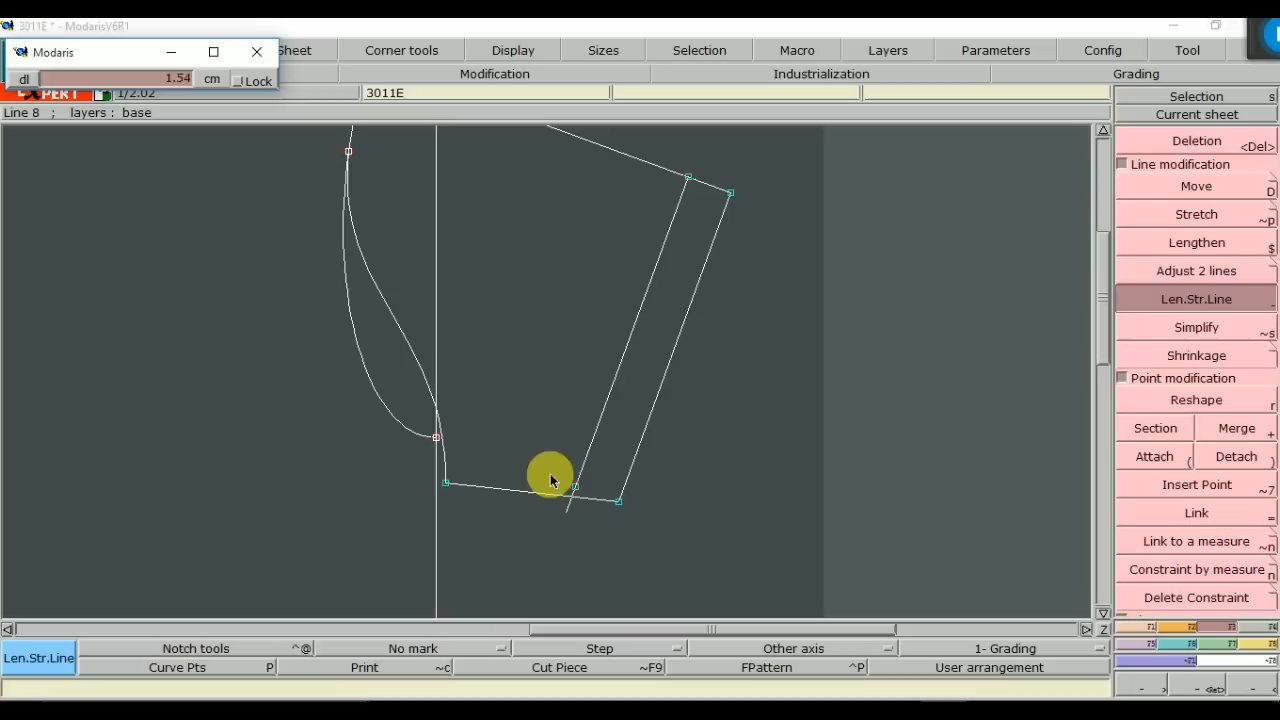 3011E * - ModarisV6R1
Modaris
dl 1.54 cm Lock
Sheet Corner tools Display Sizes Selection Macro Layers Parameters Config Tool
Modification Industrialization Grading
1/2.02 3011E
Line 8 ; layers : base
Selection s
Current sheet
Deletion <Del>
Line modification
Move D
Stretch ~p
Lengthen $
Adjust 2 lines
Len.Str.Line -
Simplify ~s
Shrinkage
Point modification
Reshape r
Section Merge +
Attach ( Detach )
Insert Point ~7
Link =
Link to a measure ~n
Constraint by measure n
Delete Constraint
Z
Len.Str.Line
Notch tools ^@ No mark Step Other axis 1- Grading
Curve Pts P Print ~c Cut Piece ~F9 FPattern ^P User arrangement